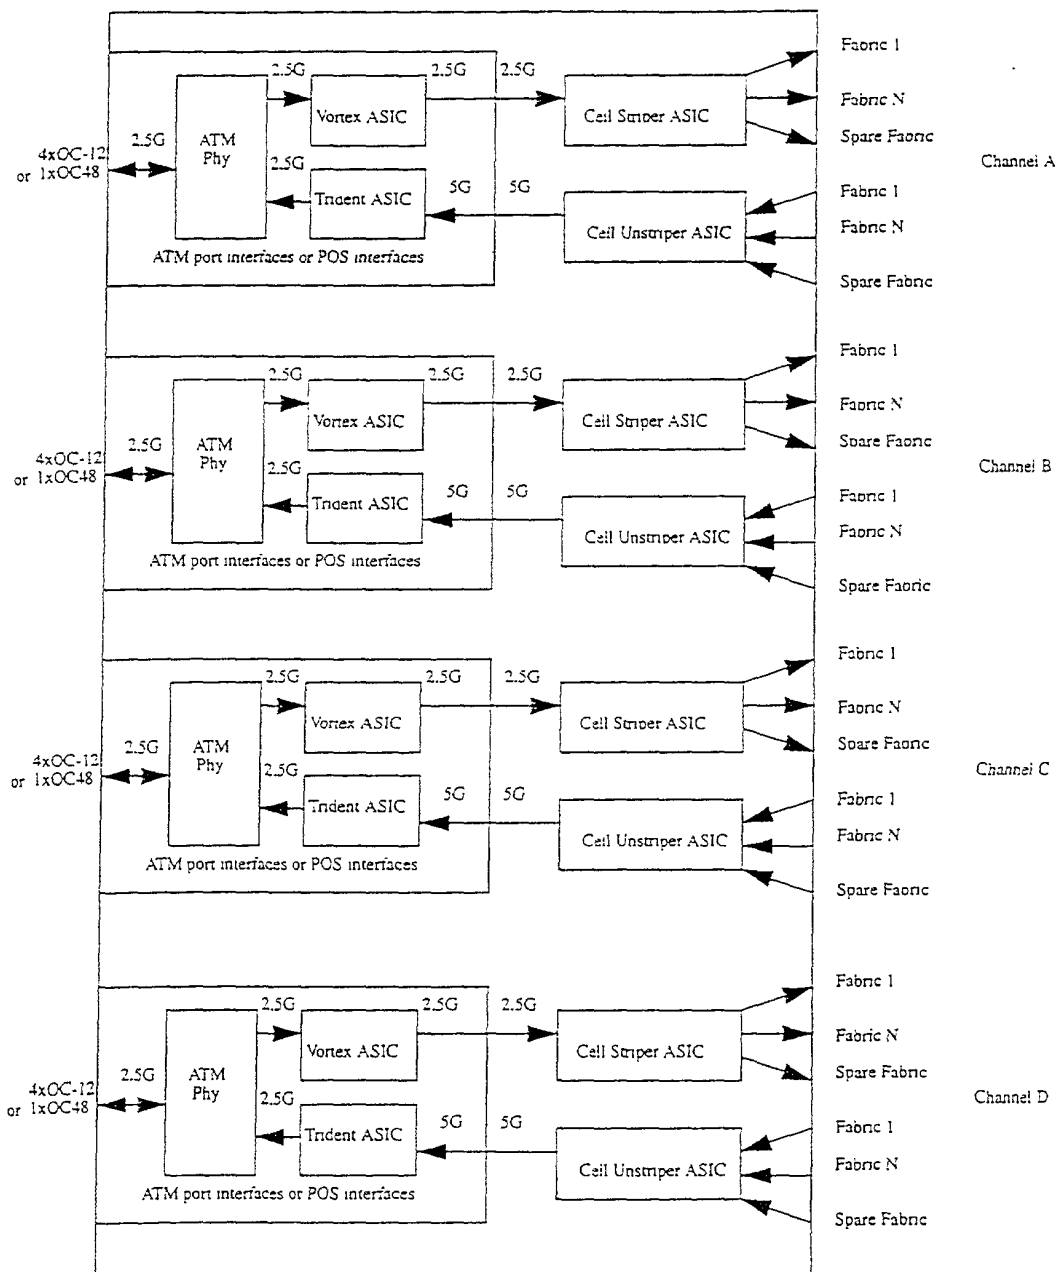 Fabric 1
2.5G 2.5G 2.5G
Vortex ASIC
Cell Striper ASIC
Fabric N
ATM
Phy
2.5G
Spare Fabric
4xOC-12
or 1xOC48
2.5G
Channel A
Trident ASIC
5G 5G
Fabric 1
Cell Unstriper ASIC
Fabric N
ATM port interfaces or POS interfaces
Spare Fabric
Fabric 1
2.5G 2.5G 2.5G
Vortex ASIC
Cell Striper ASIC
Fabric N
ATM
Phy
2.5G
Spare Fabric
4xOC-12
or 1xOC48
2.5G
Channel B
Trident ASIC
5G 5G
Fabric 1
Cell Unstriper ASIC
Fabric N
ATM port interfaces or POS interfaces
Spare Fabric
Fabric 1
2.5G 2.5G 2.5G
Vortex ASIC
Cell Striper ASIC
Fabric N
ATM
Phy
2.5G
Spare Fabric
4xOC-12
or 1xOC48
2.5G
Channel C
Trident ASIC
5G 5G
Fabric 1
Cell Unstriper ASIC
Fabric N
ATM port interfaces or POS interfaces
Spare Fabric
Fabric 1
2.5G 2.5G 2.5G
Vortex ASIC
Cell Striper ASIC
Fabric N
ATM
Phy
2.5G
Spare Fabric
4xOC-12
or 1xOC48
2.5G
Channel D
Trident ASIC
5G 5G
Fabric 1
Cell Unstriper ASIC
Fabric N
ATM port interfaces or POS interfaces
Spare Fabric